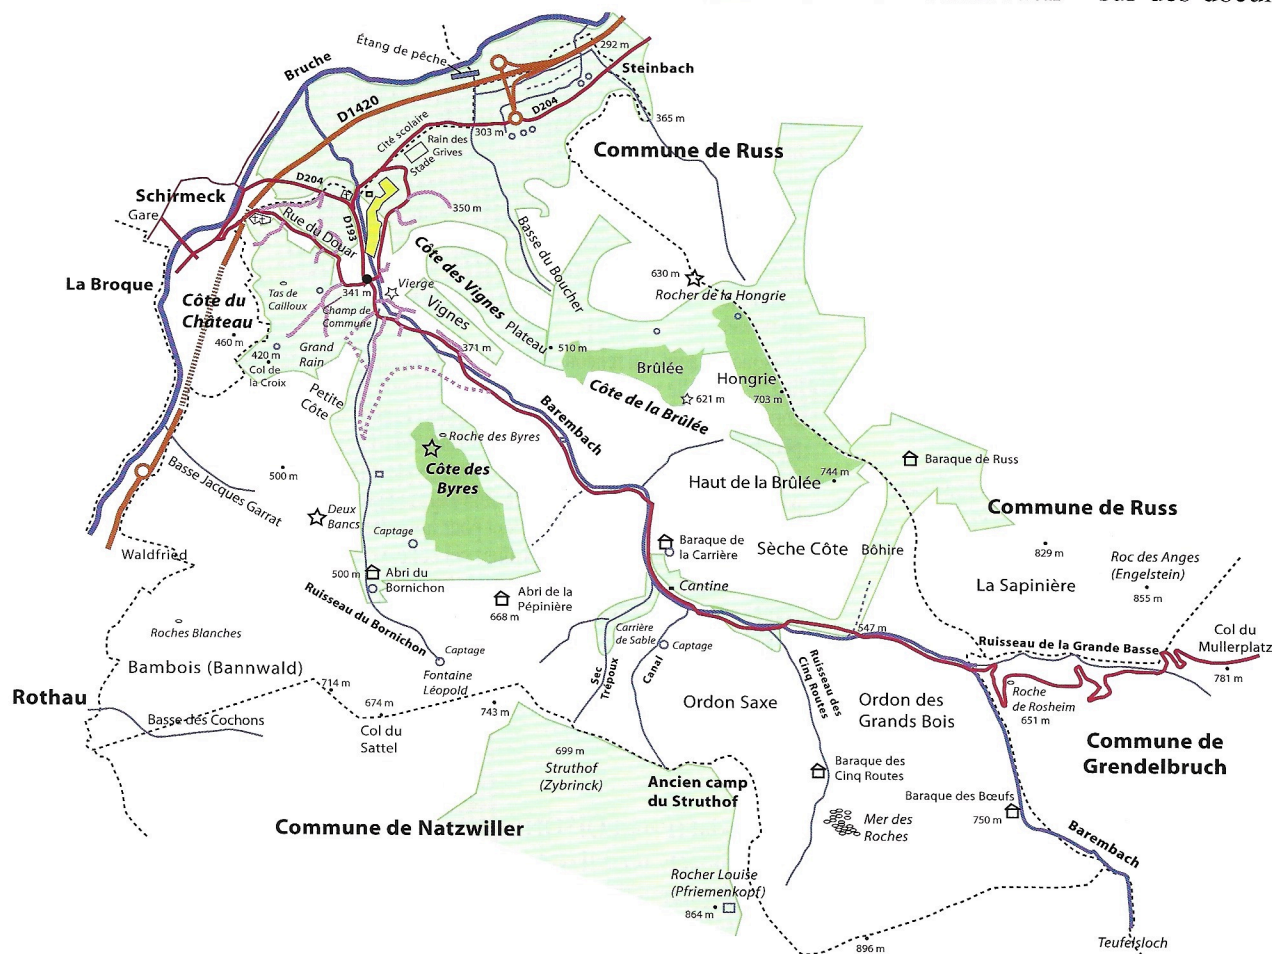 sur des doeur
292 m
Étang de pêche
Bruche
Steinbach
D1420
D204
365 m
Cité scolaire
303 m
Rain des
Grives
Stade
Commune de Russ
D204
Schirmeck
Gare
Rue du Douar
D193
350 m
Basse du Boucher
Côte des Vignes
630 m
Rocher de la Hongrie
La Broque
Côte du
Château
Tas de
Cailloux
341 m
Vierge
Champ de
Commune
Vignes
Plateau
510 m
460 m
420 m
Col de
la Croix
Grand
Rain
371 m
Petite
Côte
Brûlée
Hongrie
621 m
703 m
Côte de la Brûlée
Barembach
Roche des Byres
Côte des
Byres
Basse Jacques Garrat
500 m
Deux
Bancs
Captage
744 m
Haut de la Brûlée
Baraque de Russ
Commune de Russ
Waldfried
500 m
Abri du
Bornichon
Abri de la
Pépinière
668 m
Baraque de
la Carrière
Sèche Côte
Bôhire
829 m
Roc des Anges
(Engelstein)
855 m
La Sapinière
Cantine
Ruisseau du Bornichon
Roches Blanches
Carrière
de Sable
Captage
547 m
Ruisseau de la Grande Basse
Col du
Mullerplatz
781 m
Bambois (Bannwald)
Captage
Fontaine
Léopold
Sec
Trépoux
Canal
Ruisseau des
Cinq Routes
Roche
de Rosheim
651 m
Rothau
714 m
674 m
Col du
Sattel
743 m
Basse des Cochons
Ordon Saxe
Ordon des
Grands Bois
699 m
Struthof
(Zybrinck)
Ancien camp
du Struthof
Baraque des
Cinq Routes
Commune de
Grendelbruch
Baraque des Bœufs
750 m
Commune de Natzwiller
Mer des
Roches
Barembach
Rocher Louise
(Pfriemenkopf)
864 m
896 m
Teufelsloch